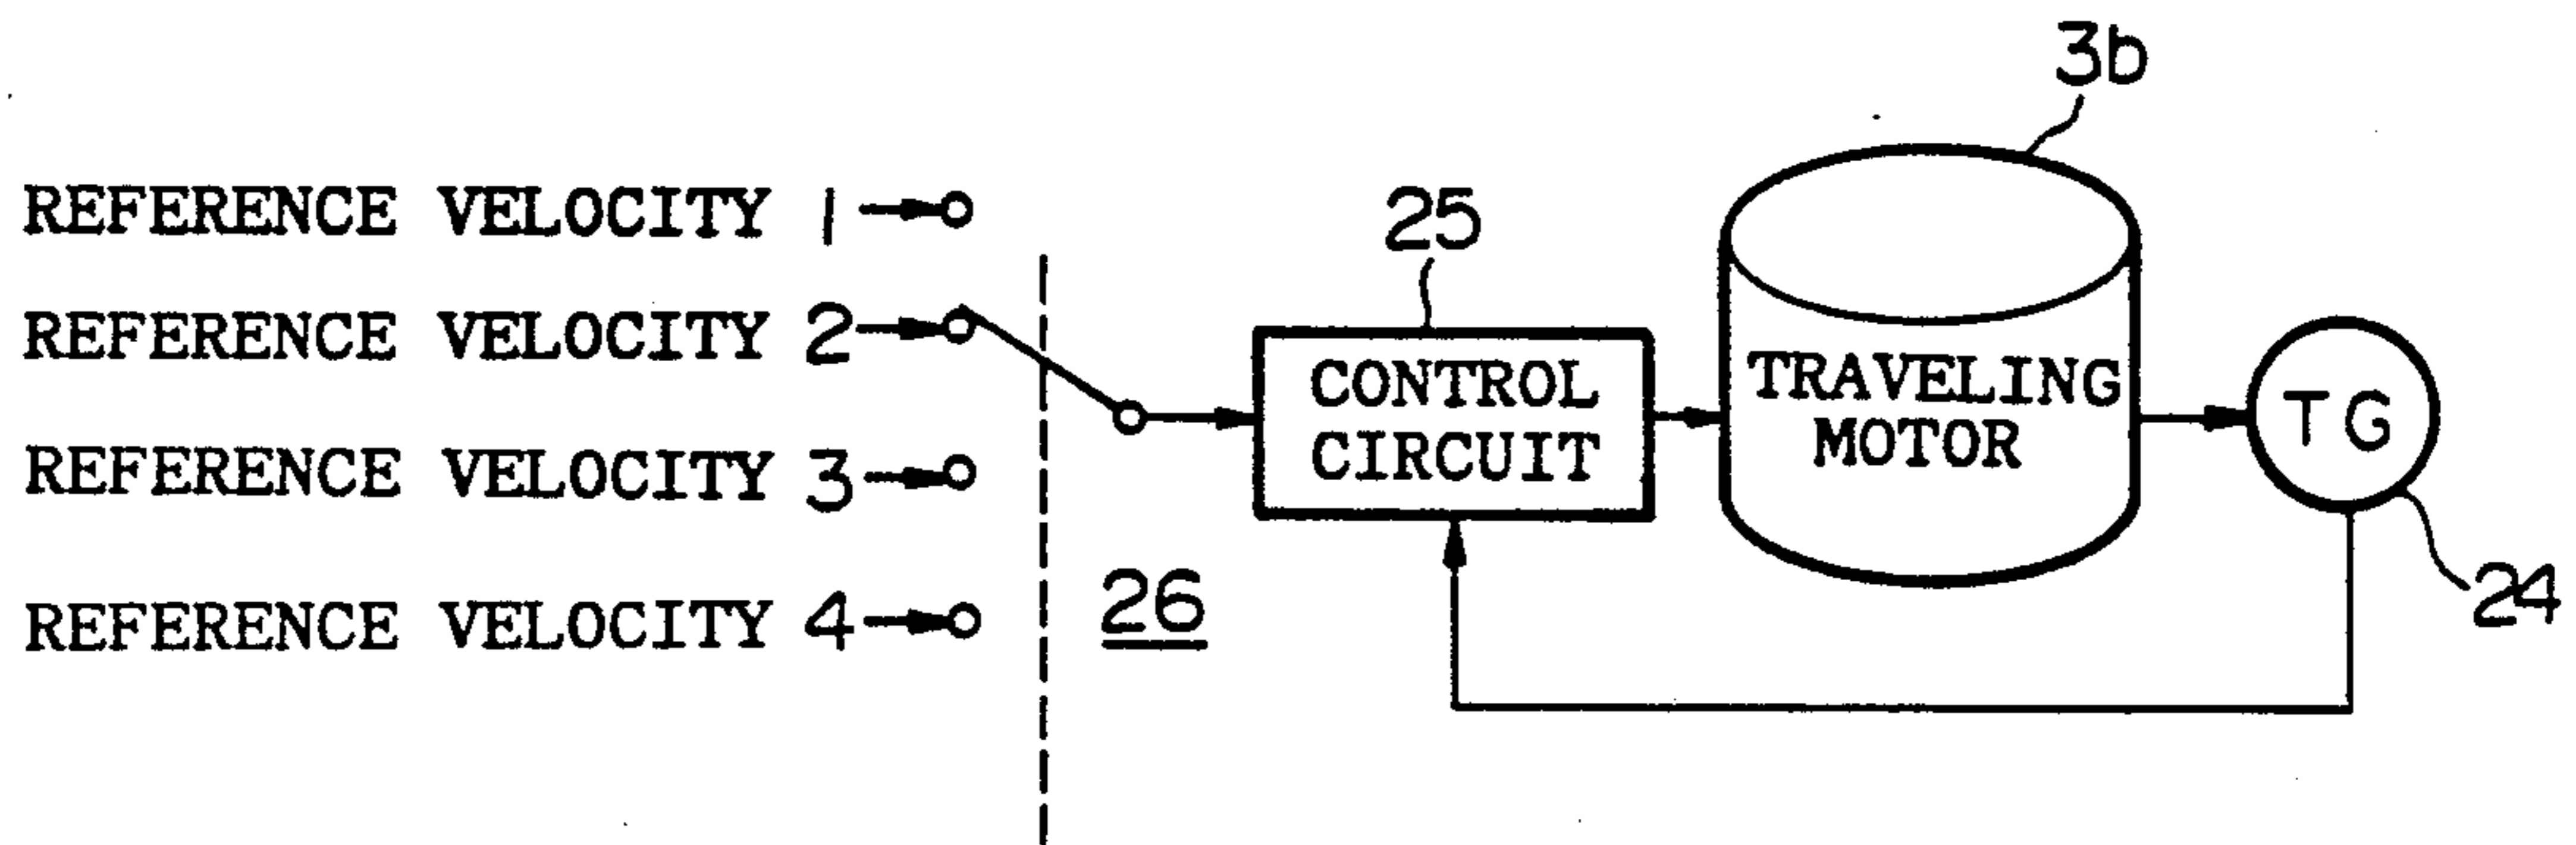 3b
REFERENCE VELOCITY 1
25
REFERENCE VELOCITY 2
CONTROL
CIRCUIT
TRAVELING
MOTOR
TG
REFERENCE VELOCITY 3
REFERENCE VELOCITY 4
26
24